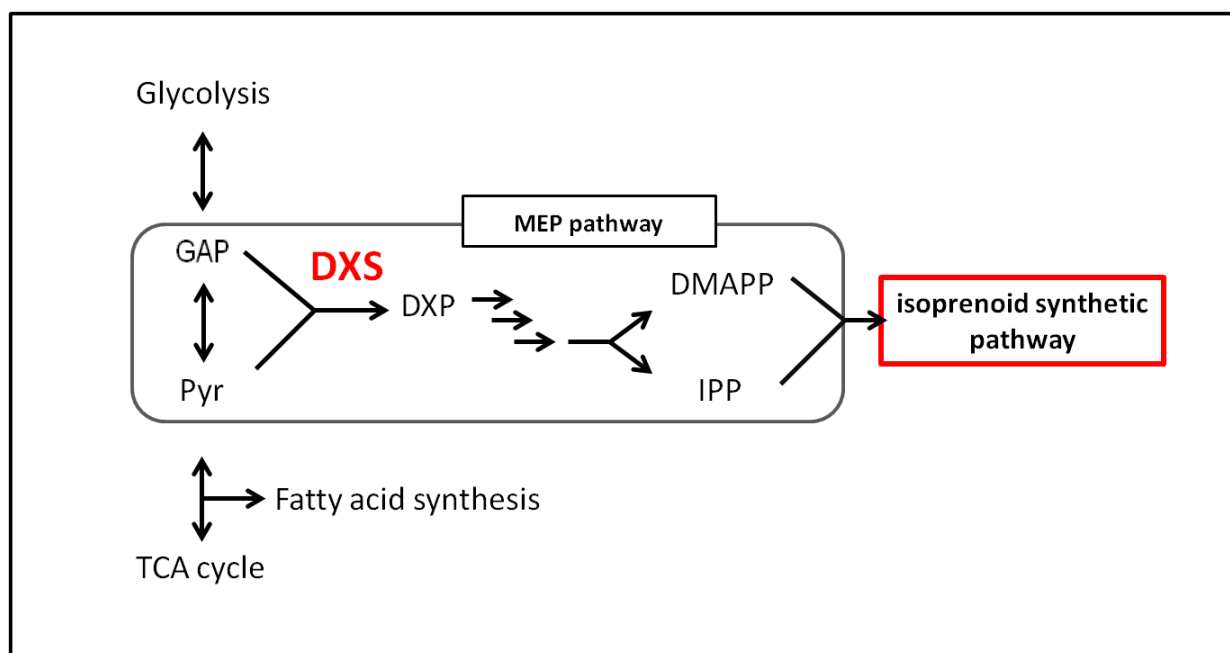 Glycolysis
MEP pathway
GAP
DXS
DXP
DMAPP
isoprenoid synthetic
pathway
Pyr
IPP
Fatty acid synthesis
TCA cycle